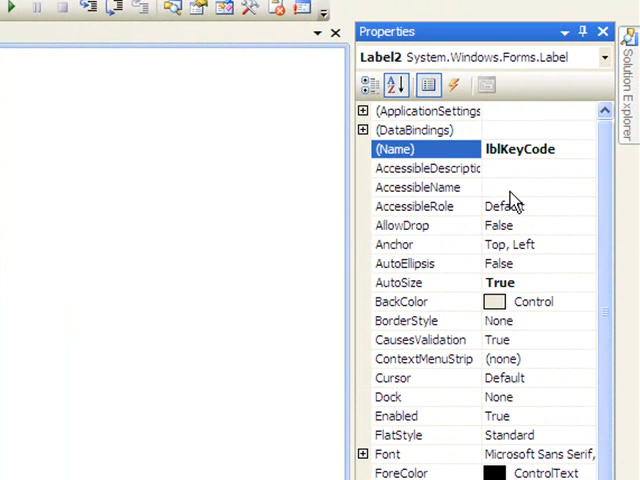 Properties
Label2 System.Windows.Forms.Label
(ApplicationSettings
(DataBindings)
(Name) lblKeyCode
AccessibleDescriptic
AccessibleName
AccessibleRole Default
AllowDrop False
Anchor Top, Left
AutoEllipsis False
AutoSize True
BackColor Control
BorderStyle None
CausesValidation True
ContextMenuStrip (none)
Cursor Default
Dock None
Enabled True
FlatStyle Standard
Font Microsoft Sans Serif,
ForeColor ControlText
Solution Explorer